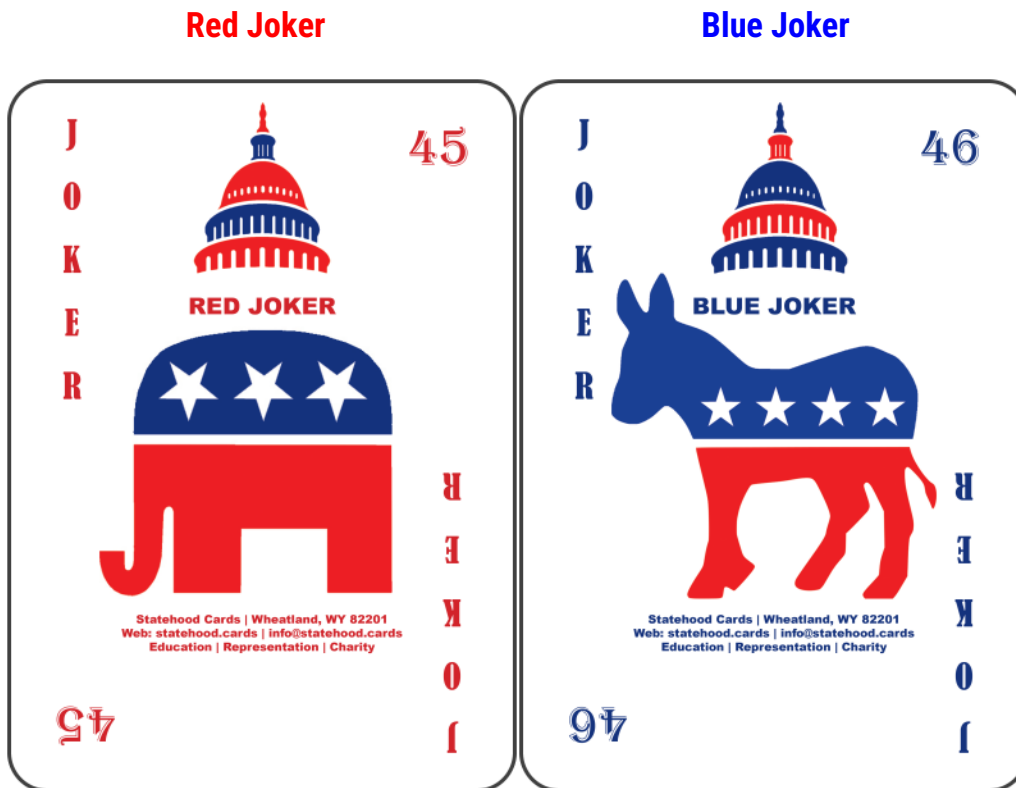 Red Joker
Blue Joker
JOKER
45
RED JOKER
Statehood Cards | Wheatland, WY 82201
Web: statehood.cards | info@statehood.cards
Education | Representation | Charity
JOKER
45
JOKER
46
BLUE JOKER
Statehood Cards | Wheatland, WY 82201
Web: statehood.cards | info@statehood.cards
Education | Representation | Charity
JOKER
46